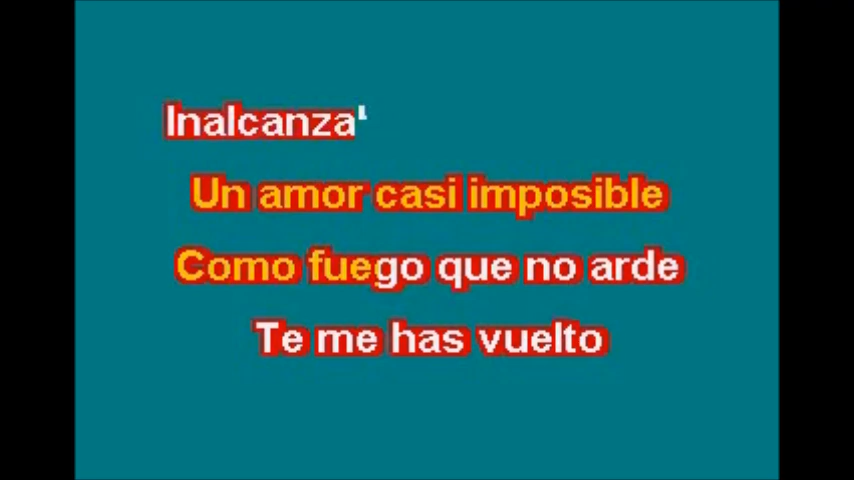 Inalcanza'
Un amor casi imposible
Como fuego que no arde
Te me has vuelto